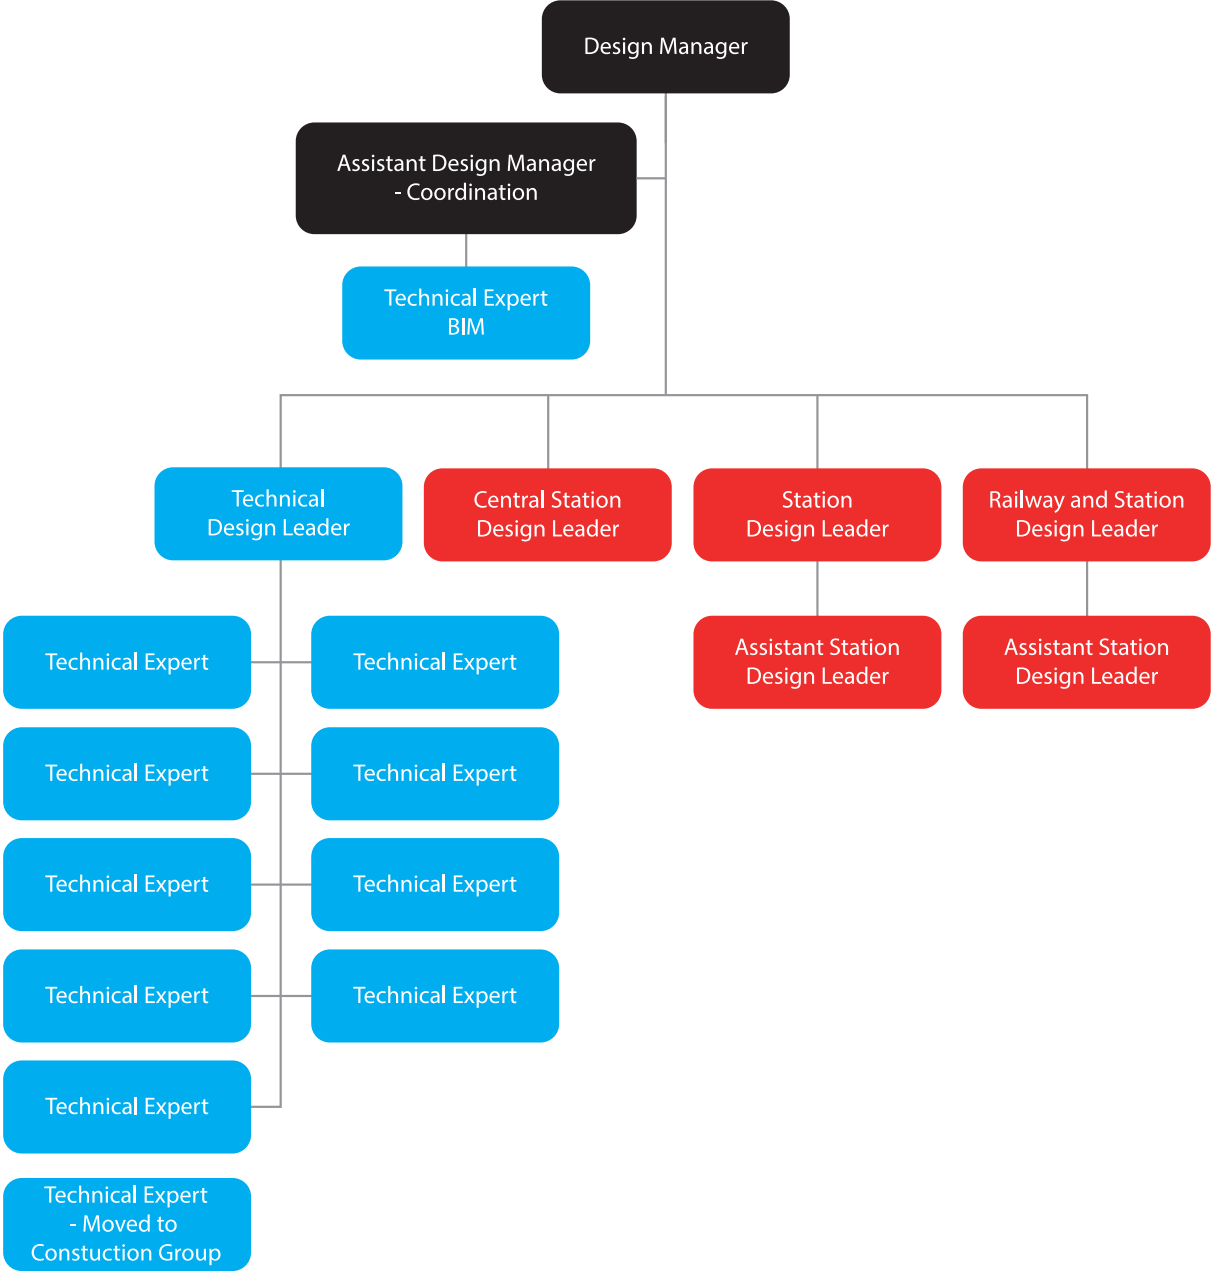 Design Manager
Assistant Design Manager
- Coordination
Technical Expert
BIM
Technical
Design Leader
Central Station
Design Leader
Station
Design Leader
Railway and Station
Design Leader
Assistant Station
Design Leader
Assistant Station
Design Leader
Technical Expert
Technical Expert
Technical Expert
Technical Expert
Technical Expert
Technical Expert
Technical Expert
Technical Expert
Technical Expert
Technical Expert
- Moved to
Constuction Group